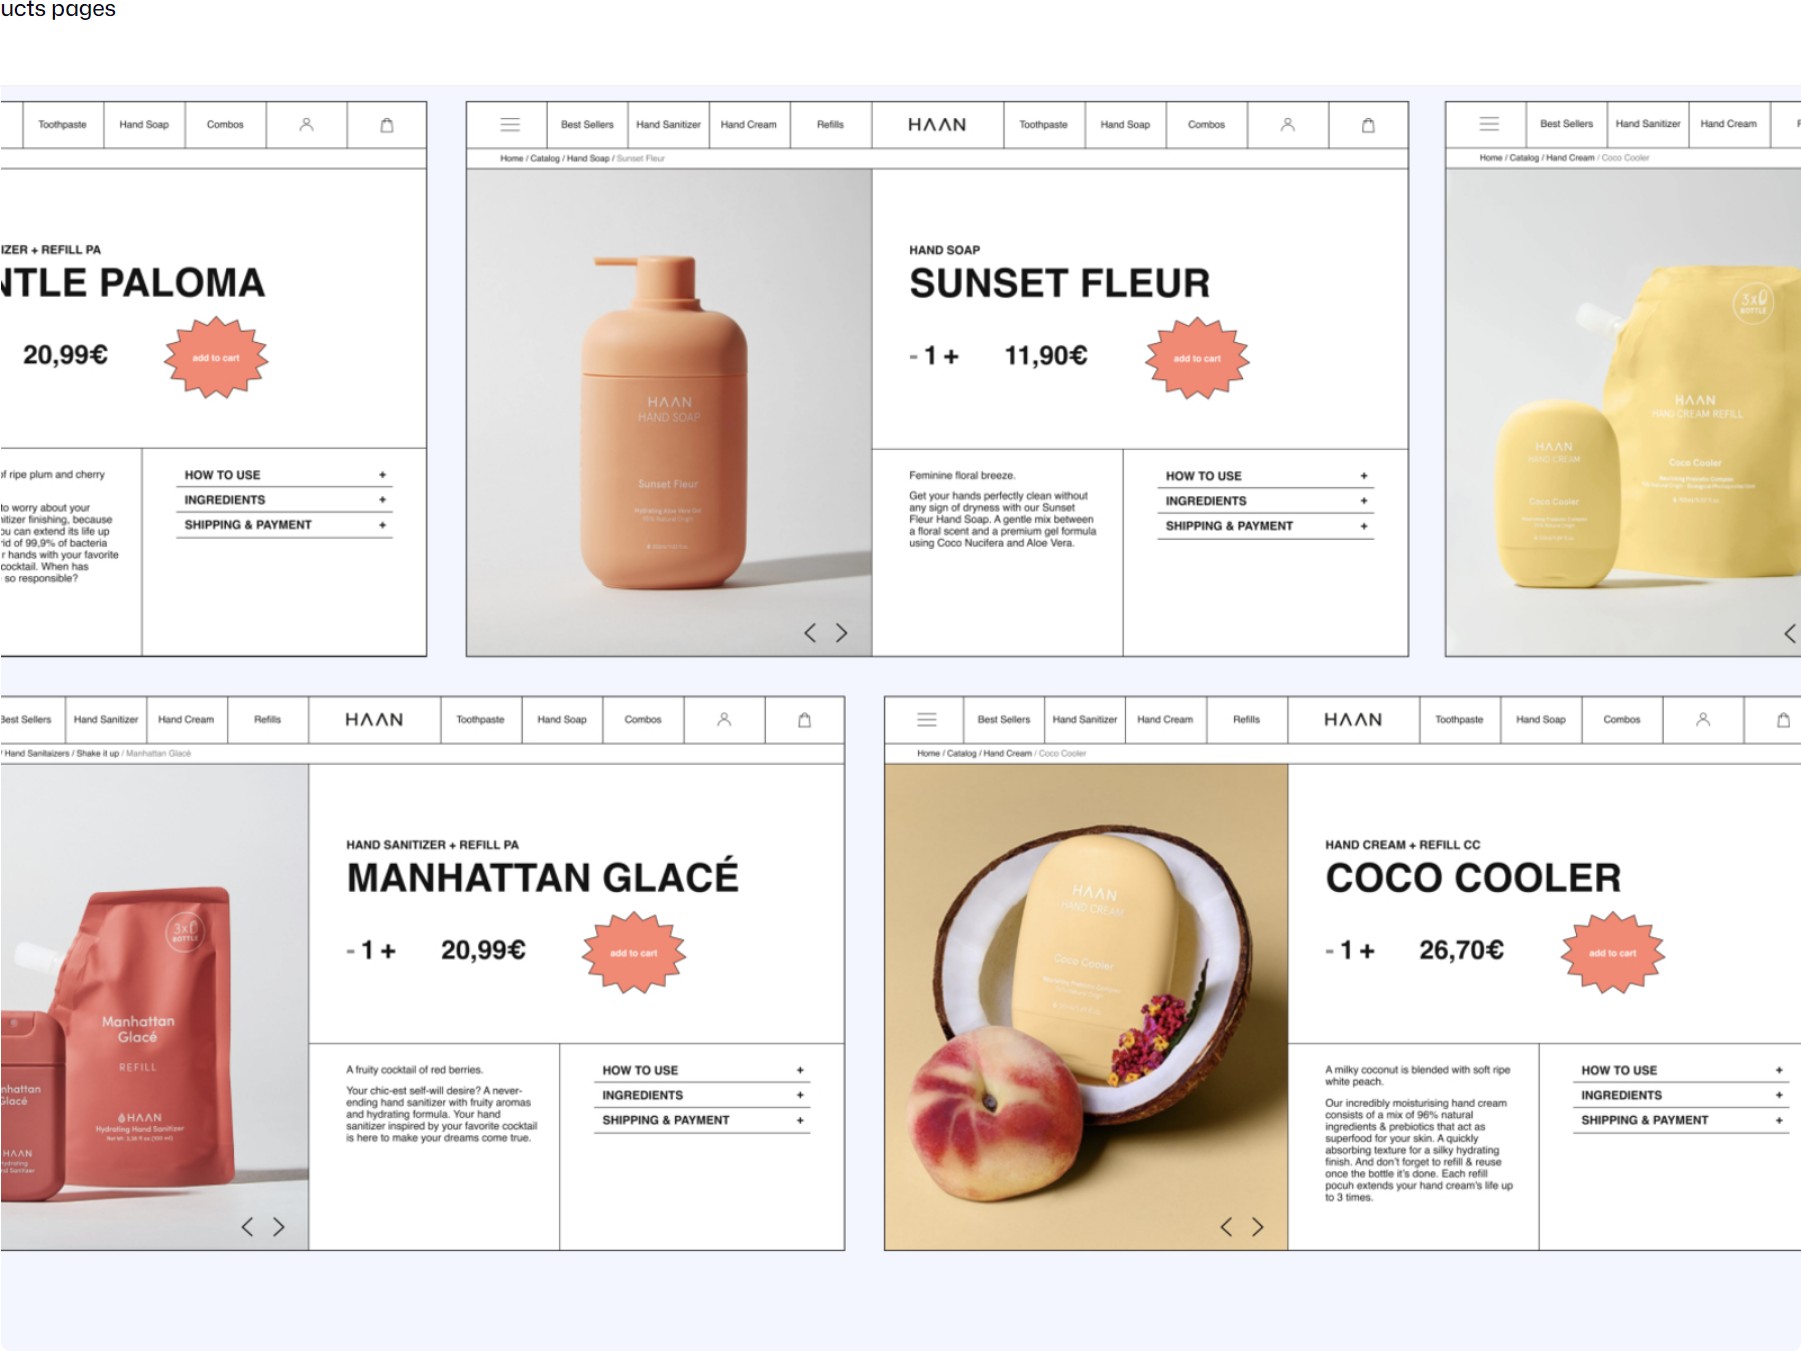 ucts pages
Toothpaste Hand Soap Combos
IZER + REFILL PA
NTLE PALOMA
20,99€ add to cart
of ripe plum and cherry
to worry about your
nitizer finishing, because
ou can extend its life up
rid of 99,9% of bacteria
r hands with your favorite
cocktail. When has
so responsible?
HOW TO USE +
INGREDIENTS +
SHIPPING & PAYMENT +
Best Sellers Hand Sanitizer Hand Cream Refills HAAN Toothpaste Hand Soap Combos
Home / Catalog / Hand Soap / Sunset Fleur
HAAN
HAND SOAP
Sunset Fleur
Hydrating Aloe Vera Gel
HAND SOAP
SUNSET FLEUR
- 1 + 11,90€ add to cart
Feminine floral breeze.
Get your hands perfectly clean without
any sign of dryness with our Sunset
Fleur Hand Soap. A gentle mix between
a floral scent and a premium gel formula
using Coco Nucifera and Aloe Vera.
HOW TO USE +
INGREDIENTS +
SHIPPING & PAYMENT +
Best Sellers Hand Sanitizer Hand Cream
Home / Catalog / Hand Cream / Coco Cooler
3x
BOTTLE
HAAN
HAND CREAM REFILL
Coco Cooler
HAAN
HAND CREAM
Coco Cooler
Best Sellers Hand Sanitizer Hand Cream Refills HAAN Toothpaste Hand Soap Combos
/ Hand Sanitaizers / Shake it up / Manhattan Glacé
3x
BOTTLE
Manhattan
Glacé
REFILL
HAAN
Hydrating Hand Sanitizer
nhattan
Glacé
HAAN
HAND SANITIZER + REFILL PA
MANHATTAN GLACÉ
- 1 + 20,99€ add to cart
A fruity cocktail of red berries.
Your chic-est self-will desire? A never-
ending hand sanitizer with fruity aromas
and hydrating formula. Your hand
sanitizer inspired by your favorite cocktail
is here to make your dreams come true.
HOW TO USE +
INGREDIENTS +
SHIPPING & PAYMENT +
Best Sellers Hand Sanitizer Hand Cream Refills HAAN Toothpaste Hand Soap Combos
Home / Catalog / Hand Cream / Coco Cooler
HAAN
HAND CREAM
Coco Cooler
HAND CREAM + REFILL CC
COCO COOLER
- 1 + 26,70€ add to cart
A milky coconut is blended with soft ripe
white peach.
Our incredibly moisturising hand cream
consists of a mix of 96% natural
ingredients & prebiotics that act as
superfood for your skin. A quickly
absorbing texture for a silky hydrating
finish. And don't forget to refill & reuse
once the bottle it's done. Each refill
pocuh extends your hand cream's life up
to 3 times.
HOW TO USE +
INGREDIENTS +
SHIPPING & PAYMENT +